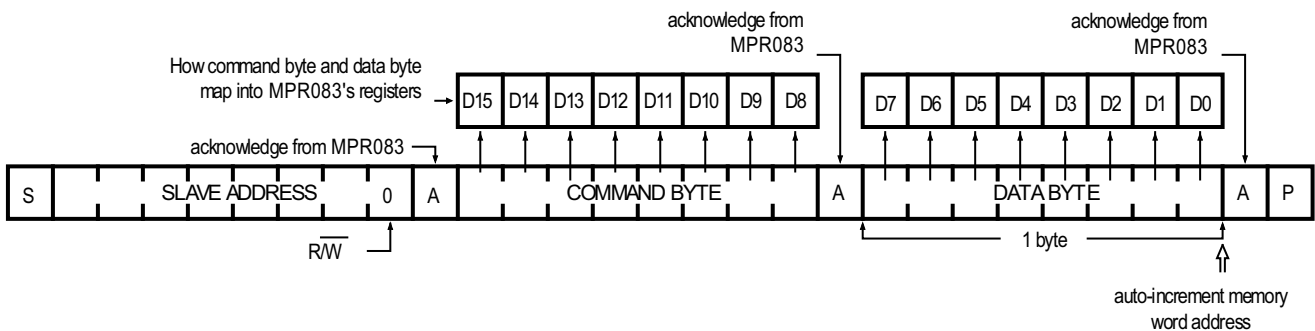 acknowledge from
MPR083
acknowledge from
MPR083
How command byte and data byte
map into MPR083's registers
D15 D14 D13 D12 D11 D10 D9 D8
D7 D6 D5 D4 D3 D2 D1 D0
acknowledge from MPR083
S SLAVE ADDRESS 0 A COMMAND BYTE A DATA BYTE A P
R/W
1 byte
auto-increment memory
word address